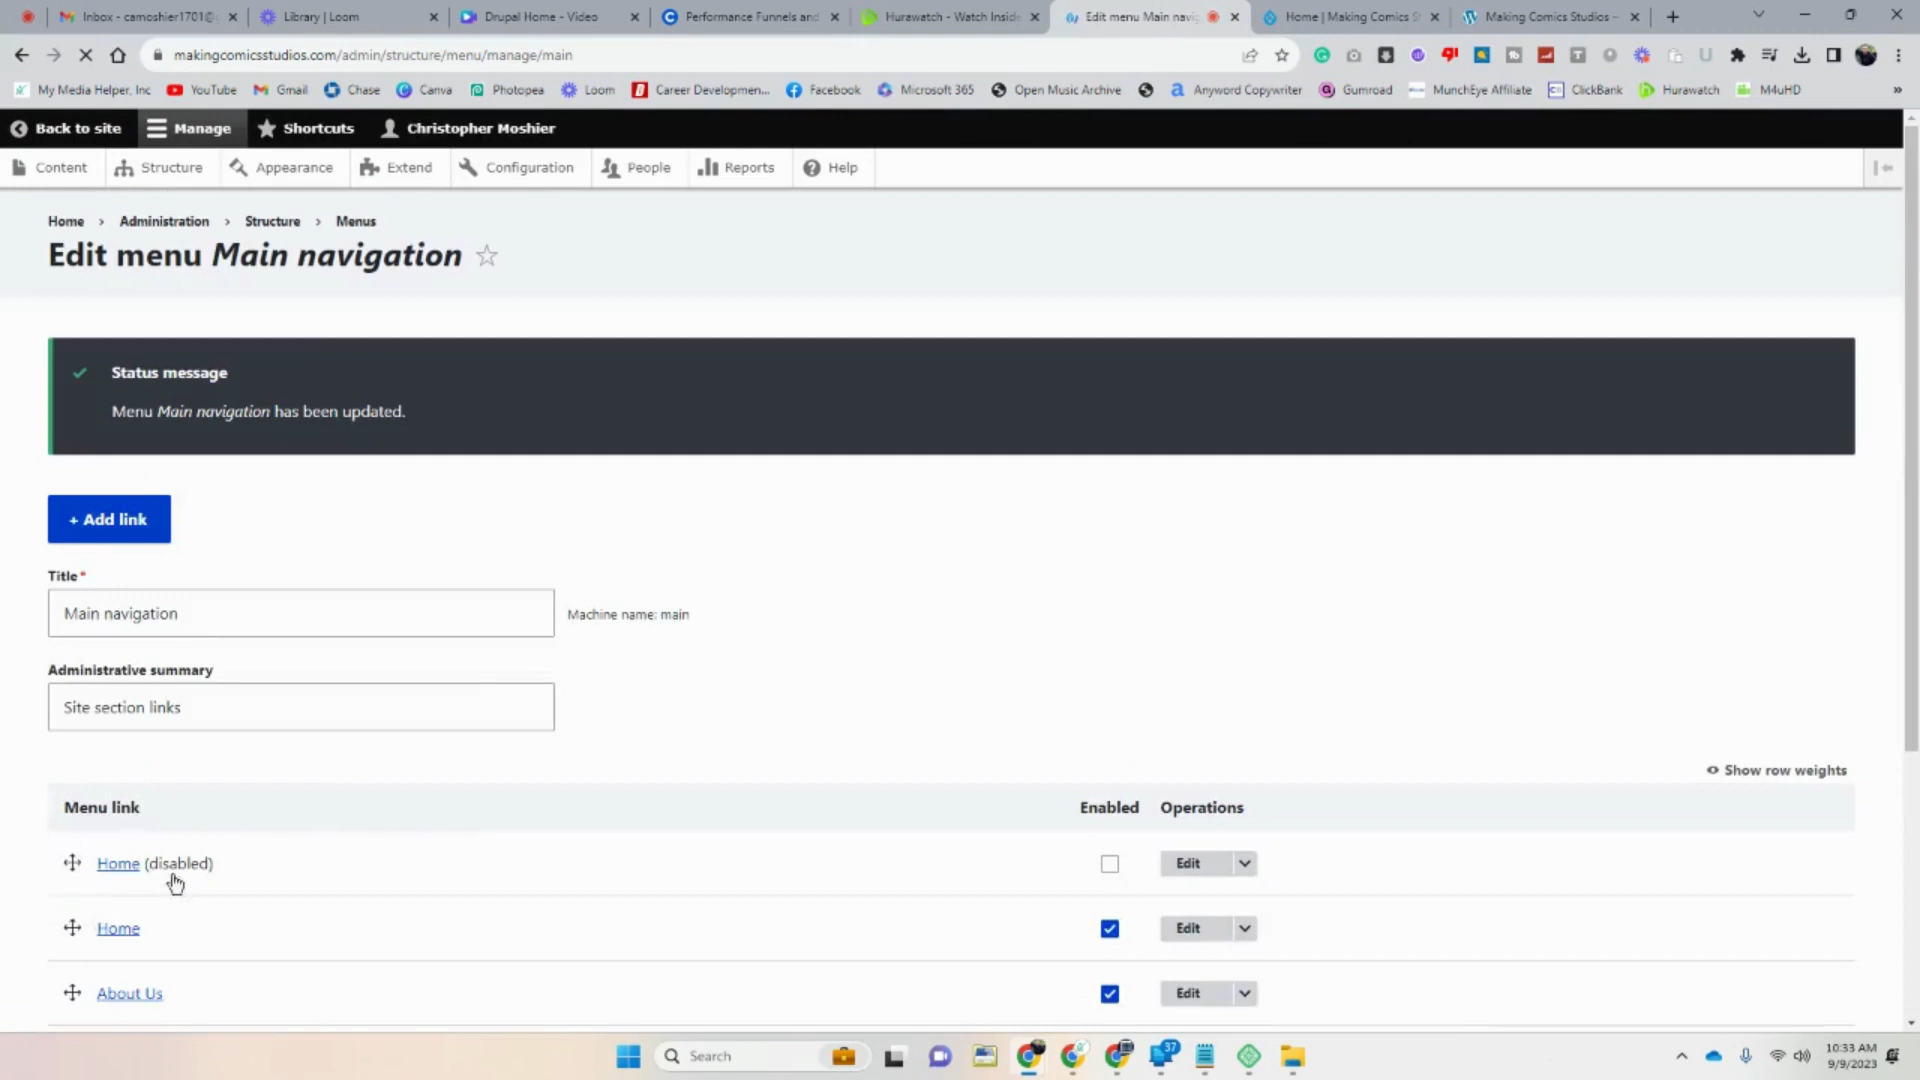 Inbox - camoshier1701@
Library | Loom
Drupal Home - Video
Performance Funnels and
Hurawatch - Watch Inside
Edit menu Main navig
Home | Making Comics St
Making Comics Studios –
makingcomicsstudios.com/admin/structure/menu/manage/main
My Media Helper, Inc
YouTube
Gmail
Chase
Canva
Photopea
Loom
Career Developmen...
Facebook
Microsoft 365
Open Music Archive
Anyword Copywriter
Gumroad
MunchEye Affiliate
ClickBank
Hurawatch
M4uHD
»
Back to site
Manage
Shortcuts
Christopher Moshier
Content
Structure
Appearance
Extend
Configuration
People
Reports
Help
Home › Administration › Structure › Menus
Edit menu Main navigation
Status message
Menu Main navigation has been updated.
+ Add link
Title*
Main navigation
Machine name: main
Administrative summary
Site section links
Show row weights
Menu link
Enabled
Operations
Home (disabled)
Edit
Home
Edit
About Us
Edit
Search
37
10:33 AM
9/9/2023